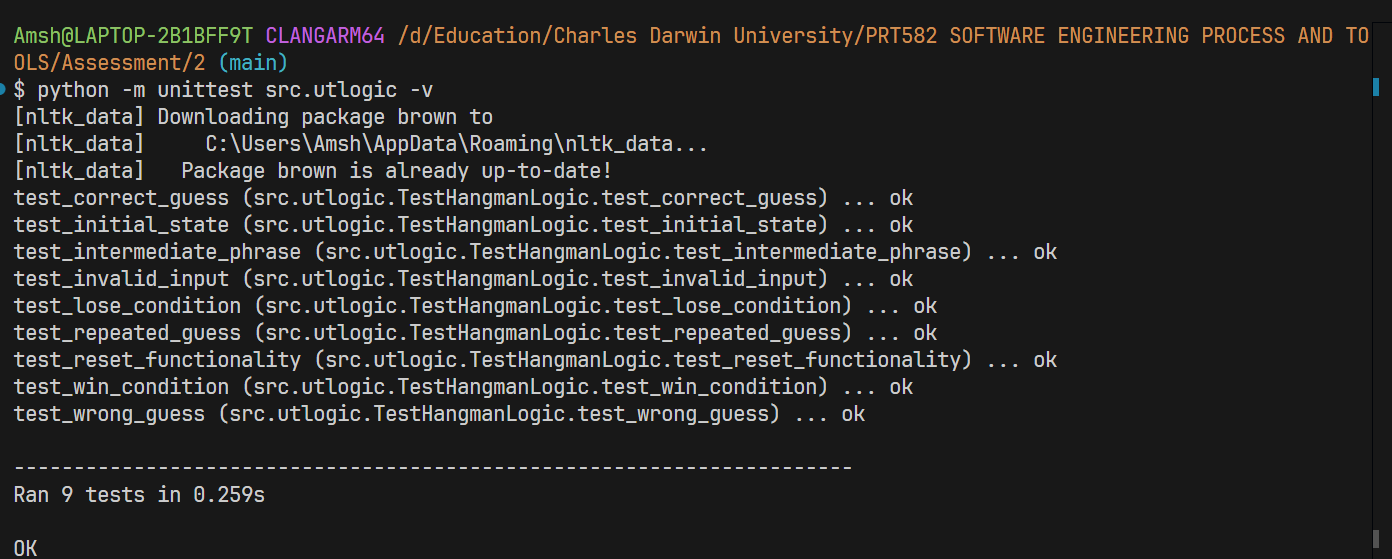 Amsh@LAPTOP-2B1BFF9T CLANGARM64 /d/Education/Charles Darwin University/PRT582 SOFTWARE ENGINEERING PROCESS AND TO
OLS/Assessment/2 (main)
$ python -m unittest src.utlogic -v
[nltk_data] Downloading package brown to
[nltk_data]     C:\Users\Amsh\AppData\Roaming\nltk_data...
[nltk_data]   Package brown is already up-to-date!
test_correct_guess (src.utlogic.TestHangmanLogic.test_correct_guess) ... ok
test_initial_state (src.utlogic.TestHangmanLogic.test_initial_state) ... ok
test_intermediate_phrase (src.utlogic.TestHangmanLogic.test_intermediate_phrase) ... ok
test_invalid_input (src.utlogic.TestHangmanLogic.test_invalid_input) ... ok
test_lose_condition (src.utlogic.TestHangmanLogic.test_lose_condition) ... ok
test_repeated_guess (src.utlogic.TestHangmanLogic.test_repeated_guess) ... ok
test_reset_functionality (src.utlogic.TestHangmanLogic.test_reset_functionality) ... ok
test_win_condition (src.utlogic.TestHangmanLogic.test_win_condition) ... ok
test_wrong_guess (src.utlogic.TestHangmanLogic.test_wrong_guess) ... ok
----------------------------------------------------------------------
Ran 9 tests in 0.259s
OK